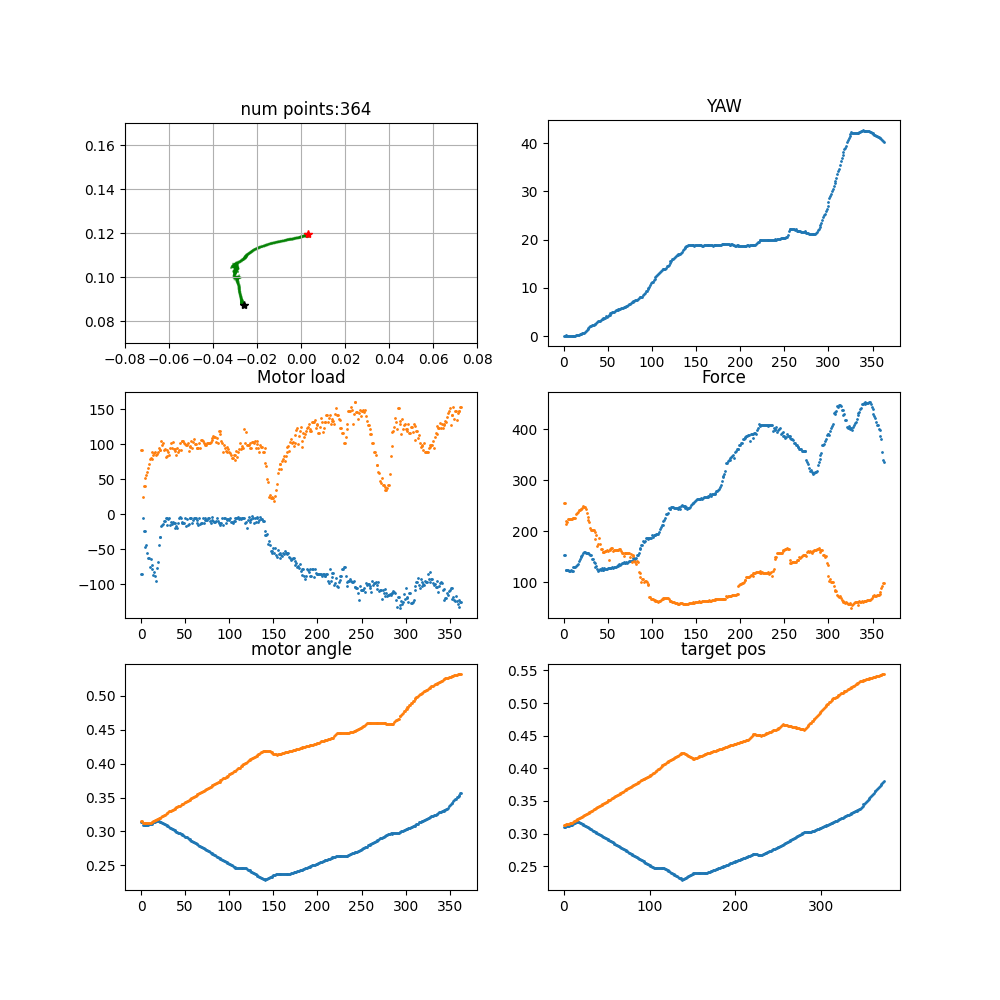 num points:364
YAW
0.16
0.14
0.12
0.10
0.08
−0.08 −0.06 −0.04 −0.02 0.00 0.02 0.04 0.06 0.08
40
30
20
10
0
0 50 100 150 200 250 300 350
Motor load
Force
150
100
50
0
−50
−100
0 50 100 150 200 250 300 350
400
300
200
100
0 50 100 150 200 250 300 350
motor angle
target pos
0.50
0.45
0.40
0.35
0.30
0.25
0 50 100 150 200 250 300 350
0.55
0.50
0.45
0.40
0.35
0.30
0.25
0 100 200 300